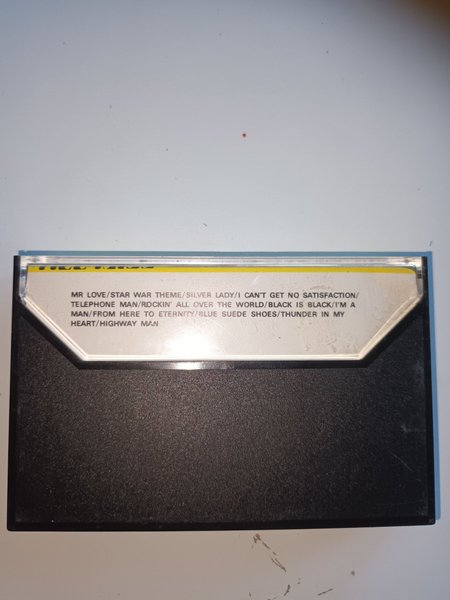 MR LOVE/STAR WAR THEME/SILVER LADY/I CAN'T GET NO SATISFACTION/
TELEPHONE MAN/ROCKIN' ALL OVER THE WORLD/BLACK IS BLACK/I'M A
MAN/FROM HERE TO ETERNITY/BLUE SUEDE SHOES/THUNDER IN MY
HEART/HIGHWAY MAN